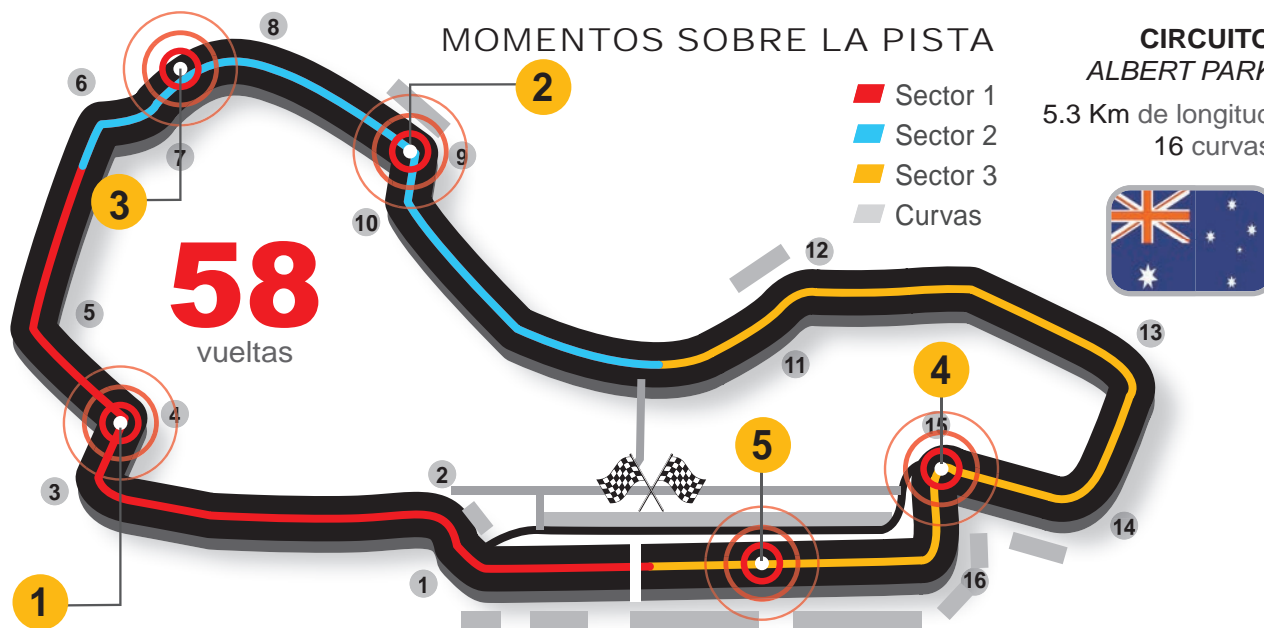 MOMENTOS SOBRE LA PISTA
Sector 1
Sector 2
Sector 3
Curvas
CIRCUITO
ALBERT PARK
5.3 Km de longitud
16 curvas
58
vueltas
1
2
3
4
5
1
2
3
4
5
6
7
8
9
10
11
12
13
14
15
16